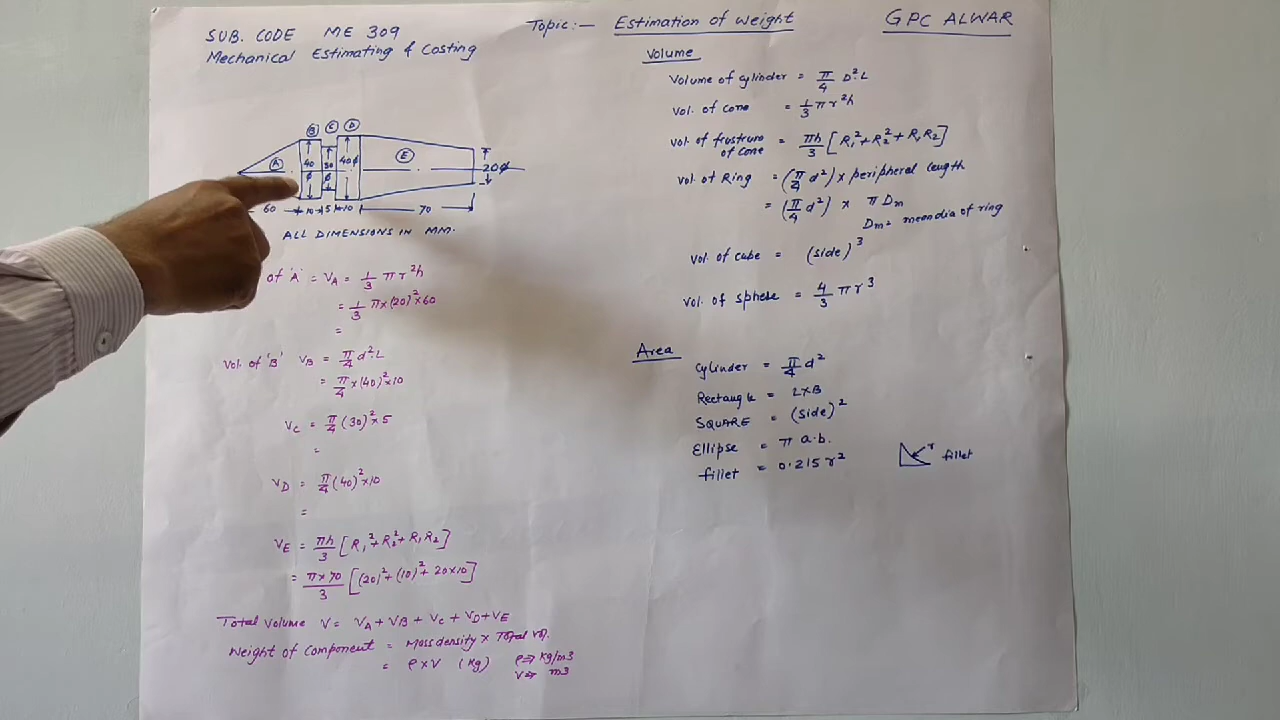 SUB. CODE ME 309
Mechanical Estimating & Costing
Topic:- Estimation of weight
GPC ALWAR
B C D
A 40 ϕ 30 ϕ 40 ϕ E 20 ϕ
60 10 5 10 70
ALL DIMENSIONS IN MM.
of 'A' = VA = 1/3 πr²h
= 1/3 π×(20)²×60
=
Vol. of 'B' VB = π/4 d²L
= π/4 ×(40)²×10
VC = π/4 (30)²×5
=
VD = π/4 (40)²×10
=
VE = πh/3 [R₁²+R₂²+R₁R₂]
= π×70/3 [(20)²+(10)²+20×10]
Total Volume V = VA + VB + VC + VD + VE
Weight of Component = Mass density × Total Vol.
= ρ×V (kg) ρ⇒ kg/m3
V⇒ m3
Volume
Volume of cylinder = π/4 D²L
Vol. of cone = 1/3 πr²h
Vol. of frustrum of cone = πh/3 [R₁²+R₂²+R₁R₂]
Vol. of Ring = (π/4 d²) × peripheral length
= (π/4 d²) × π Dm
Dm= mean dia of ring
Vol. of cube = (side)³
Vol. of sphere = 4/3 πr³
Area
Cylinder = π/4 d²
Rectangle = L×B
SQUARE = (side)²
Ellipse = π a.b.
fillet = 0.215 r²
r fillet